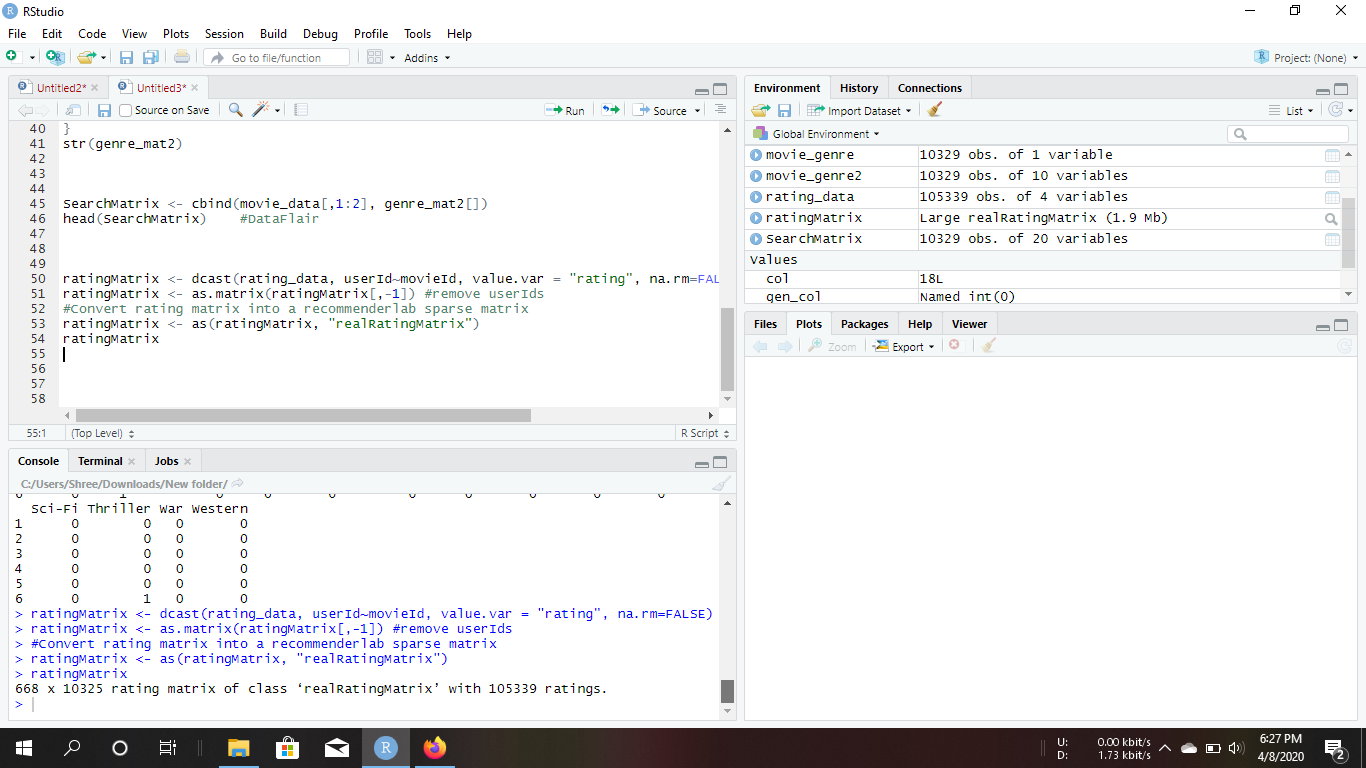 RStudio
File Edit Code View Plots Session Build Debug Profile Tools Help
Go to file/function Addins Project: (None)
Untitled2* Untitled3*
Source on Save Run Source
40 }
41 str(genre_mat2)
42
43
44
45 SearchMatrix <- cbind(movie_data[,1:2], genre_mat2[])
46 head(SearchMatrix) #DataFlair
47
48
49
50 ratingMatrix <- dcast(rating_data, userId~movieId, value.var = "rating", na.rm=FAL
51 ratingMatrix <- as.matrix(ratingMatrix[,-1]) #remove userIds
52 #Convert rating matrix into a recommenderlab sparse matrix
53 ratingMatrix <- as(ratingMatrix, "realRatingMatrix")
54 ratingMatrix
55
56
57
58
55:1 (Top Level) R Script
Console Terminal Jobs
C:/Users/Shree/Downloads/New folder/
Sci-Fi Thriller War Western
1 0 0 0 0
2 0 0 0 0
3 0 0 0 0
4 0 0 0 0
5 0 0 0 0
6 0 1 0 0
> ratingMatrix <- dcast(rating_data, userId~movieId, value.var = "rating", na.rm=FALSE)
> ratingMatrix <- as.matrix(ratingMatrix[,-1]) #remove userIds
> #Convert rating matrix into a recommenderlab sparse matrix
> ratingMatrix <- as(ratingMatrix, "realRatingMatrix")
> ratingMatrix
668 x 10325 rating matrix of class ‘realRatingMatrix’ with 105339 ratings.
>
Environment History Connections
Import Dataset List
Global Environment
movie_genre 10329 obs. of 1 variable
movie_genre2 10329 obs. of 10 variables
rating_data 105339 obs. of 4 variables
ratingMatrix Large realRatingMatrix (1.9 Mb)
SearchMatrix 10329 obs. of 20 variables
Values
col 18L
gen_col Named int(0)
Files Plots Packages Help Viewer
Zoom Export
U: 0.00 kbit/s
D: 1.73 kbit/s
6:27 PM
4/8/2020
2